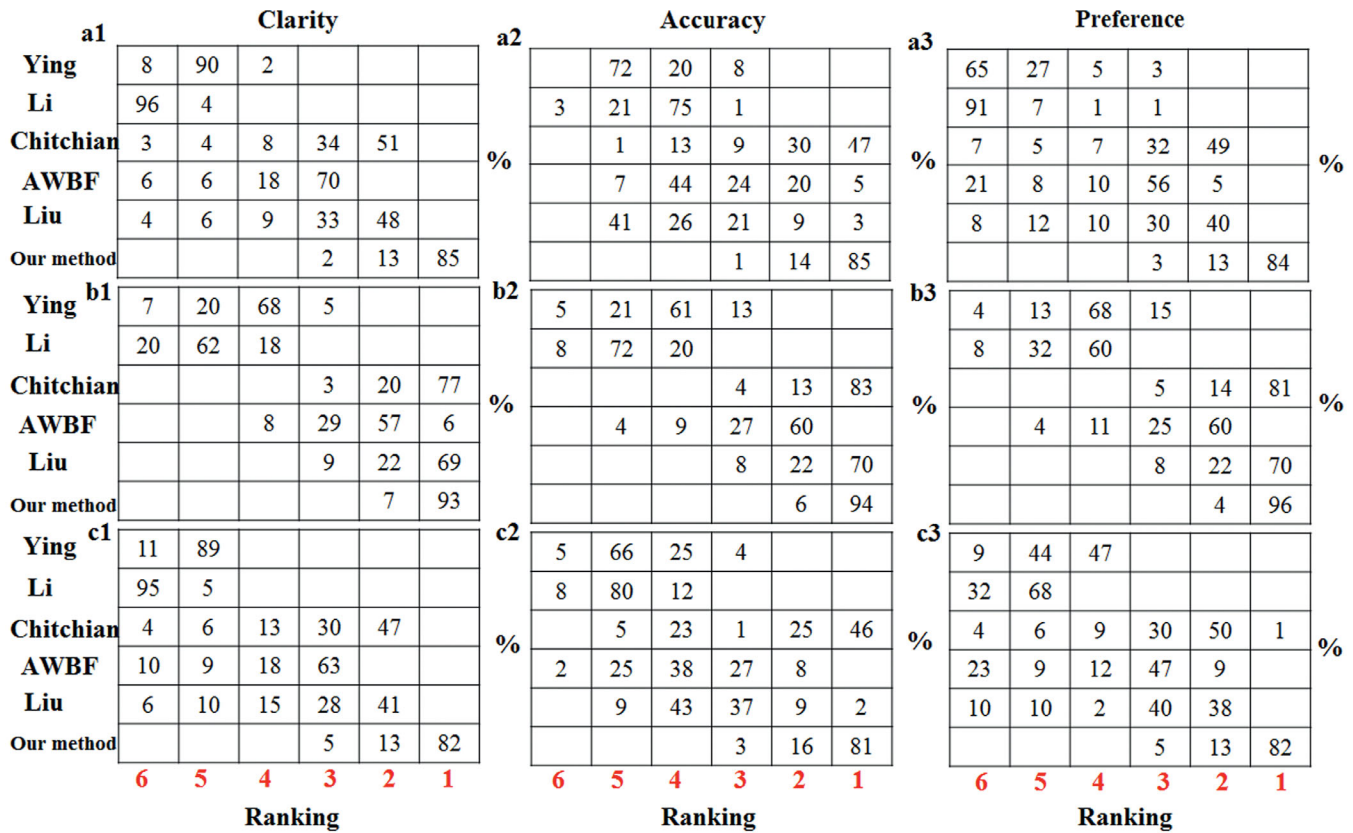 Clarity Accuracy Preference
a1 a2 a3
Ying 8 90 2 72 20 8 65 27 5 3
Li 96 4 3 21 75 1 91 7 1 1
Chitchian 3 4 8 34 51 % 1 13 9 30 47 % 7 5 7 32 49 %
AWBF 6 6 18 70 7 44 24 20 5 21 8 10 56 5
Liu 4 6 9 33 48 41 26 21 9 3 8 12 10 30 40
Our method 2 13 85 1 14 85 3 13 84
b1 b2 b3
Ying 7 20 68 5 5 21 61 13 4 13 68 15
Li 20 62 18 8 72 20 8 32 60
Chitchian 3 20 77 % 4 13 83 % 5 14 81 %
AWBF 8 29 57 6 4 9 27 60 4 11 25 60
Liu 9 22 69 8 22 70 8 22 70
Our method 7 93 6 94 4 96
c1 c2 c3
Ying 11 89 5 66 25 4 9 44 47
Li 95 5 8 80 12 32 68
Chitchian 4 6 13 30 47 % 5 23 1 25 46 % 4 6 9 30 50 1 %
AWBF 10 9 18 63 2 25 38 27 8 23 9 12 47 9
Liu 6 10 15 28 41 9 43 37 9 2 10 10 2 40 38
Our method 5 13 82 3 16 81 5 13 82
6 5 4 3 2 1 6 5 4 3 2 1 6 5 4 3 2 1
Ranking Ranking Ranking